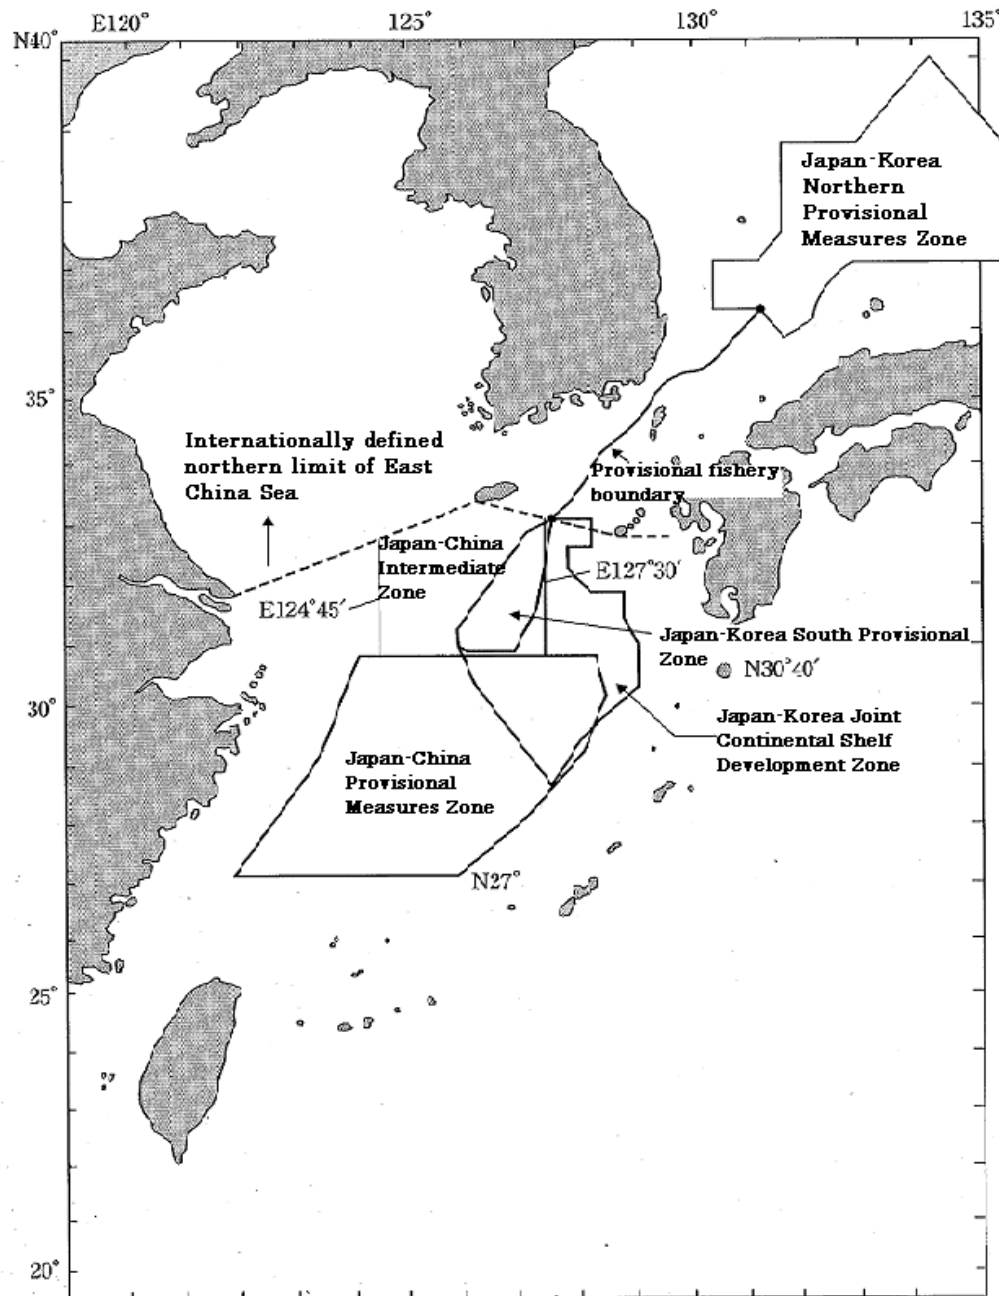 E120°
125°
130°
135°
N40°
Japan-Korea
Northern
Provisional
Measures Zone
35°
Internationally defined
northern limit of East
China Sea
Provisional fishery
boundary
Japan-China
Intermediate
Zone
E127°30′
E124°45′
Japan-Korea South Provisional
Zone
N30°40′
30°
Japan-Korea Joint
Continental Shelf
Development Zone
Japan-China
Provisional
Measures Zone
N27°
25°
20°